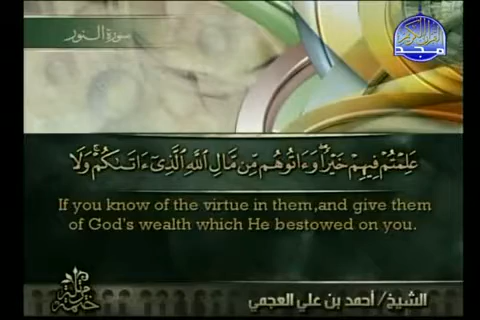 سورة النور
المجد
عَلِمْتُمْ فِيهِمْ خَيْرًا وَءَاتُوهُم مِّن مَّالِ ٱللَّهِ ٱلَّذِىٓ ءَاتَىٰكُمْ ۚ وَلَا
If you know of the virtue in them,and give them
of God's wealth which He bestowed on you.
الشيخ/ أحمد بن علي العجمي